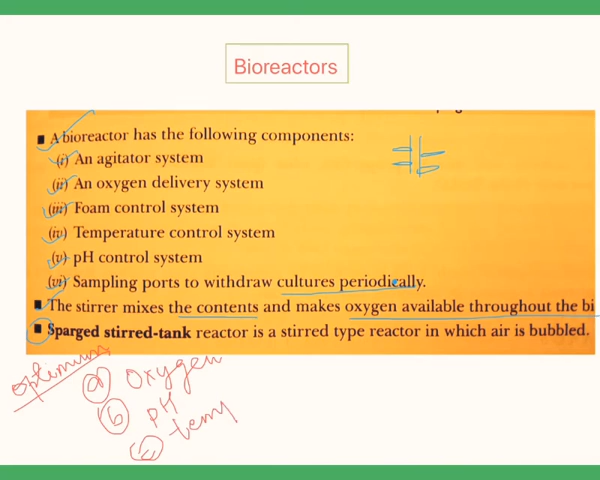 Bioreactors
■ A bioreactor has the following components:
(i) An agitator system
(ii) An oxygen delivery system
(iii) Foam control system
(iv) Temperature control system
(v) pH control system
(vi) Sampling ports to withdraw cultures periodically.
■ The stirrer mixes the contents and makes oxygen available throughout the bi
■ Sparged stirred-tank reactor is a stirred type reactor in which air is bubbled.
optimum
(a) Oxygen
(b) pH
(c) temp